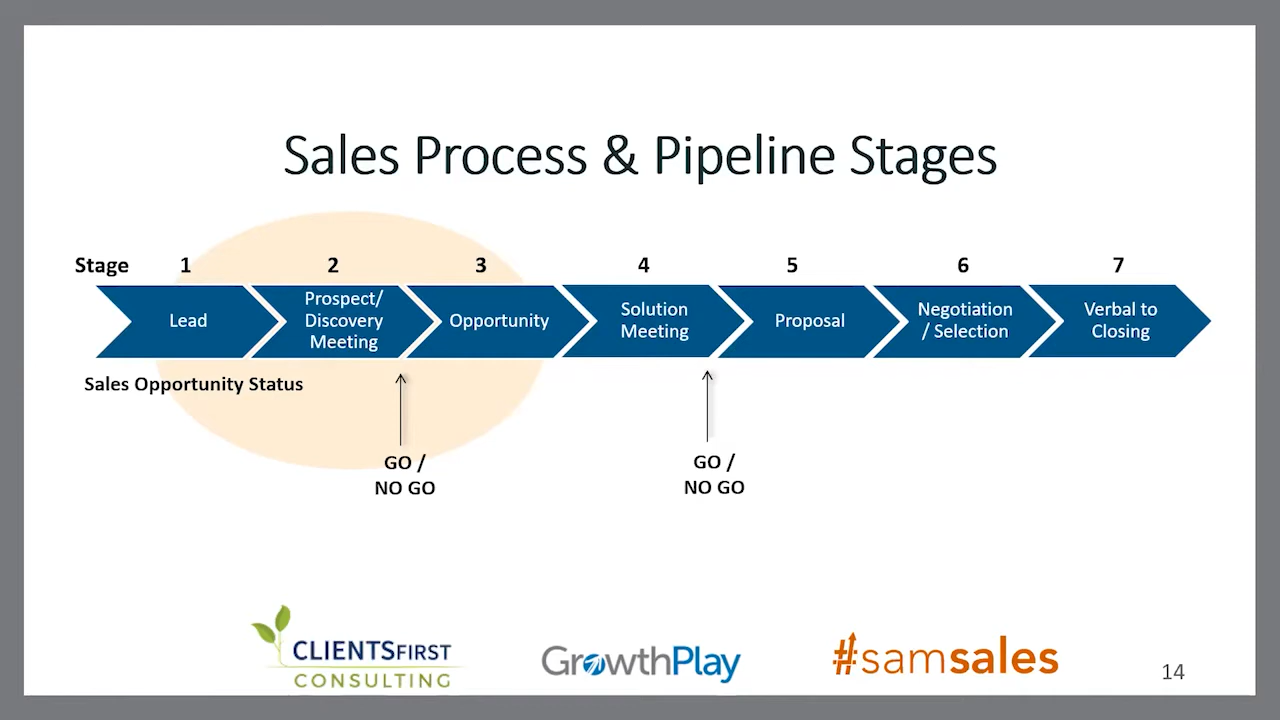 Sales Process & Pipeline Stages
Stage 1 2 3 4 5 6 7
Lead
Prospect/
Discovery
Meeting
Opportunity
Solution
Meeting
Proposal
Negotiation
/ Selection
Verbal to
Closing
Sales Opportunity Status
GO /
NO GO
GO /
NO GO
CLIENTSFIRST
CONSULTING
GrowthPlay
#samsales
14